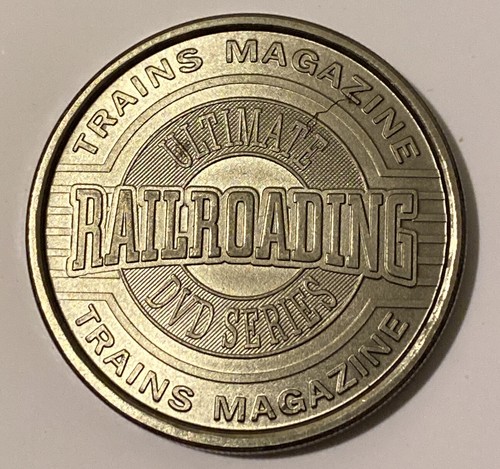 TRAINS MAGAZINE
ULTIMATE
RAILROADING
DVD SERIES
TRAINS MAGAZINE